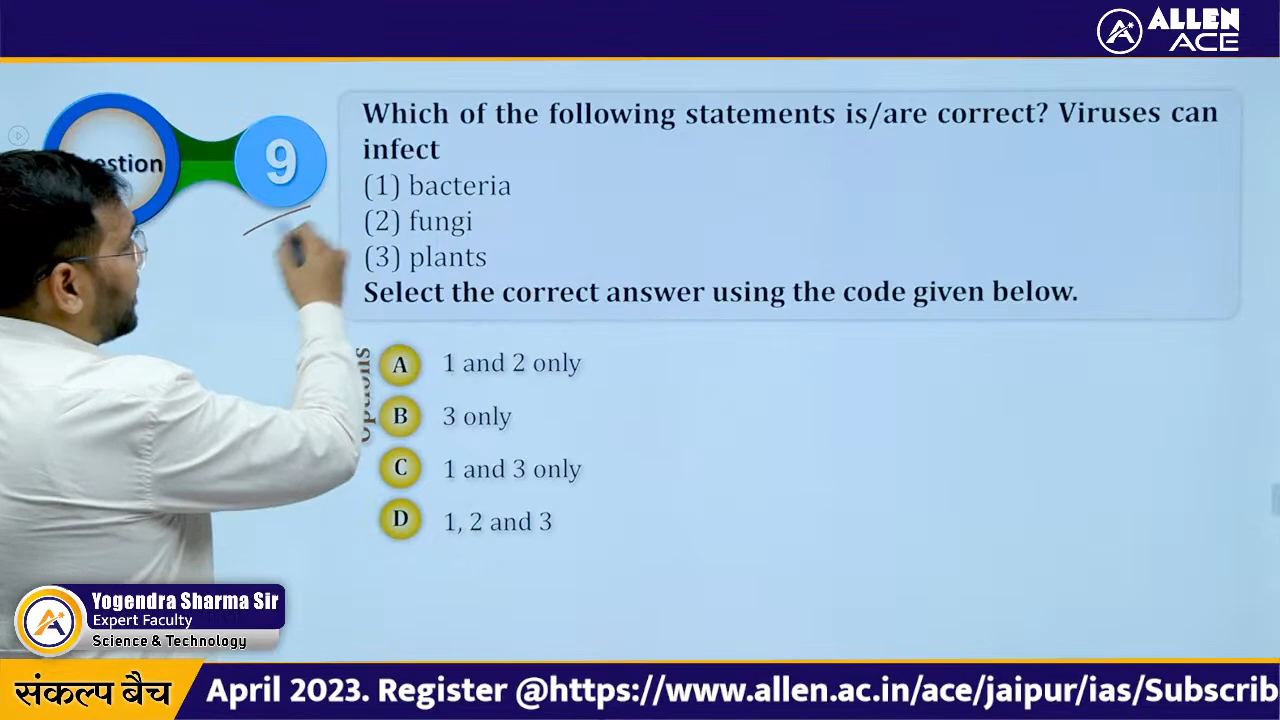 ALLEN
ACE
9
Which of the following statements is/are correct? Viruses can
infect
(1) bacteria
(2) fungi
(3) plants
Select the correct answer using the code given below.
A 1 and 2 only
B 3 only
C 1 and 3 only
D 1, 2 and 3
Yogendra Sharma Sir
Expert Faculty
Science & Technology
संकल्प बैच April 2023. Register @https://www.allen.ac.in/ace/jaipur/ias/Subscrib